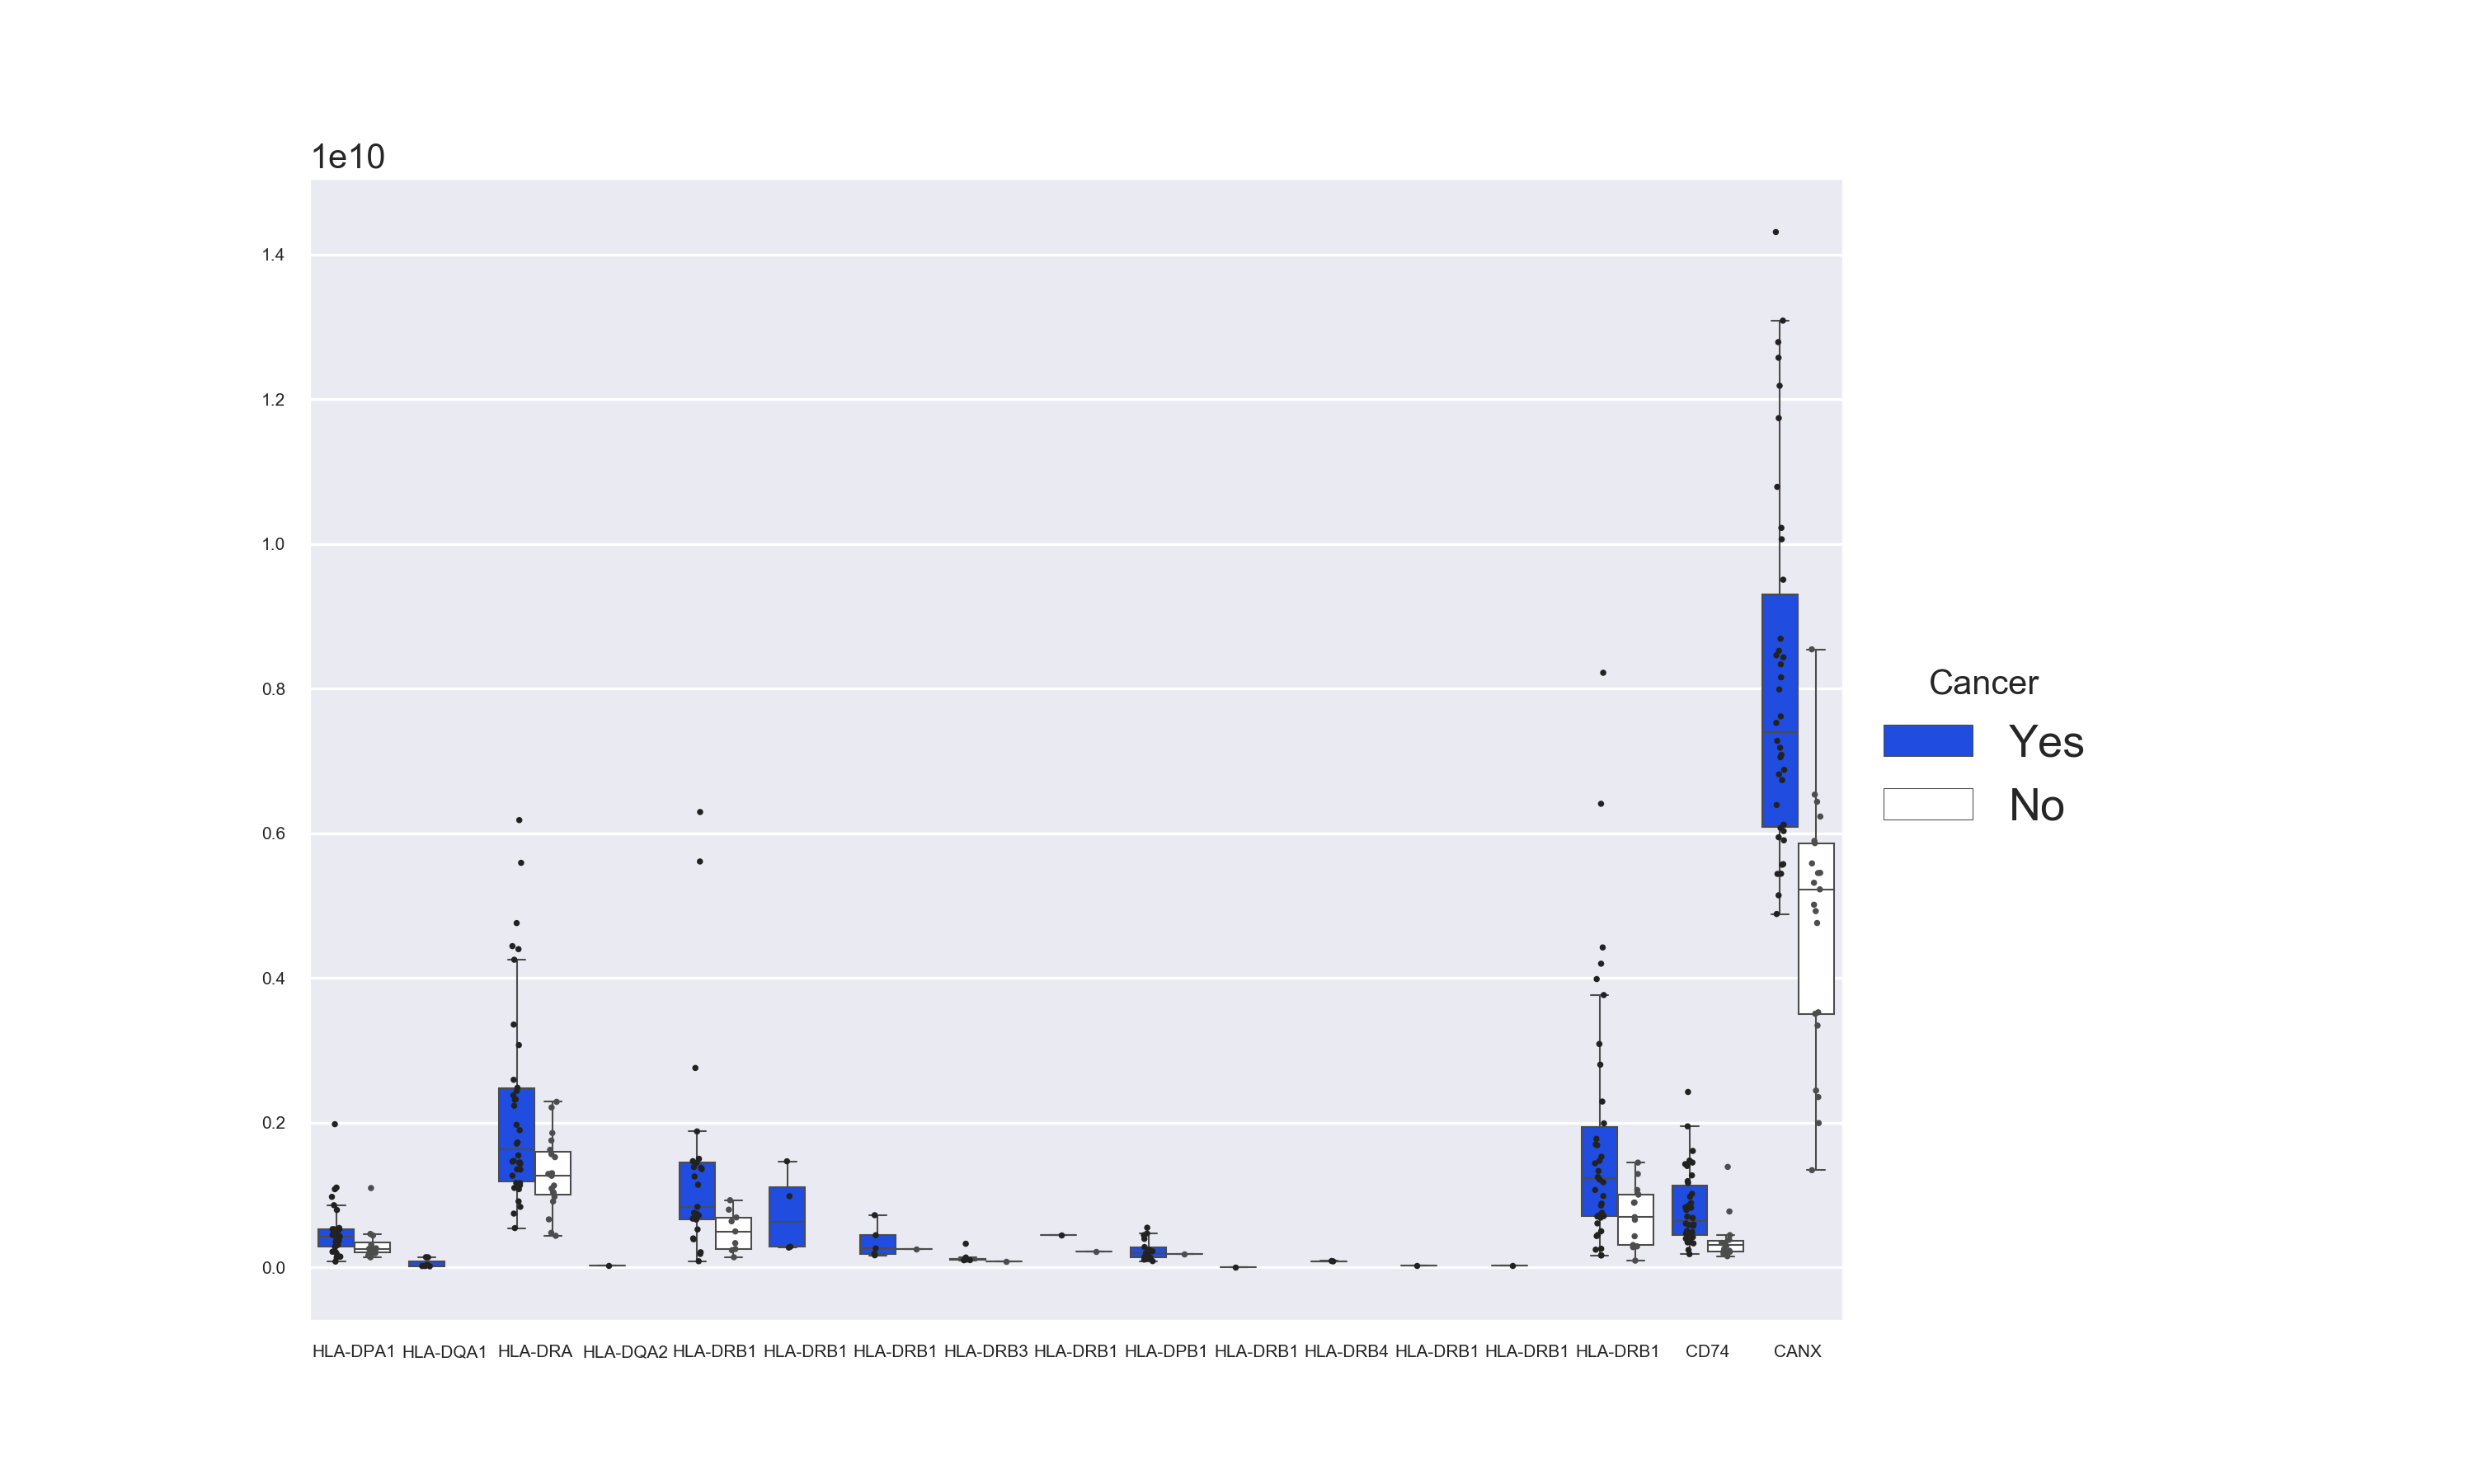 1e10
1.4
1.2
1.0
0.8
0.6
0.4
0.2
0.0
HLA-DPA1 HLA-DQA1 HLA-DRA HLA-DQA2 HLA-DRB1 HLA-DRB1 HLA-DRB1 HLA-DRB3 HLA-DRB1 HLA-DPB1 HLA-DRB1 HLA-DRB4 HLA-DRB1 HLA-DRB1 HLA-DRB1 CD74 CANX
Cancer
Yes
No